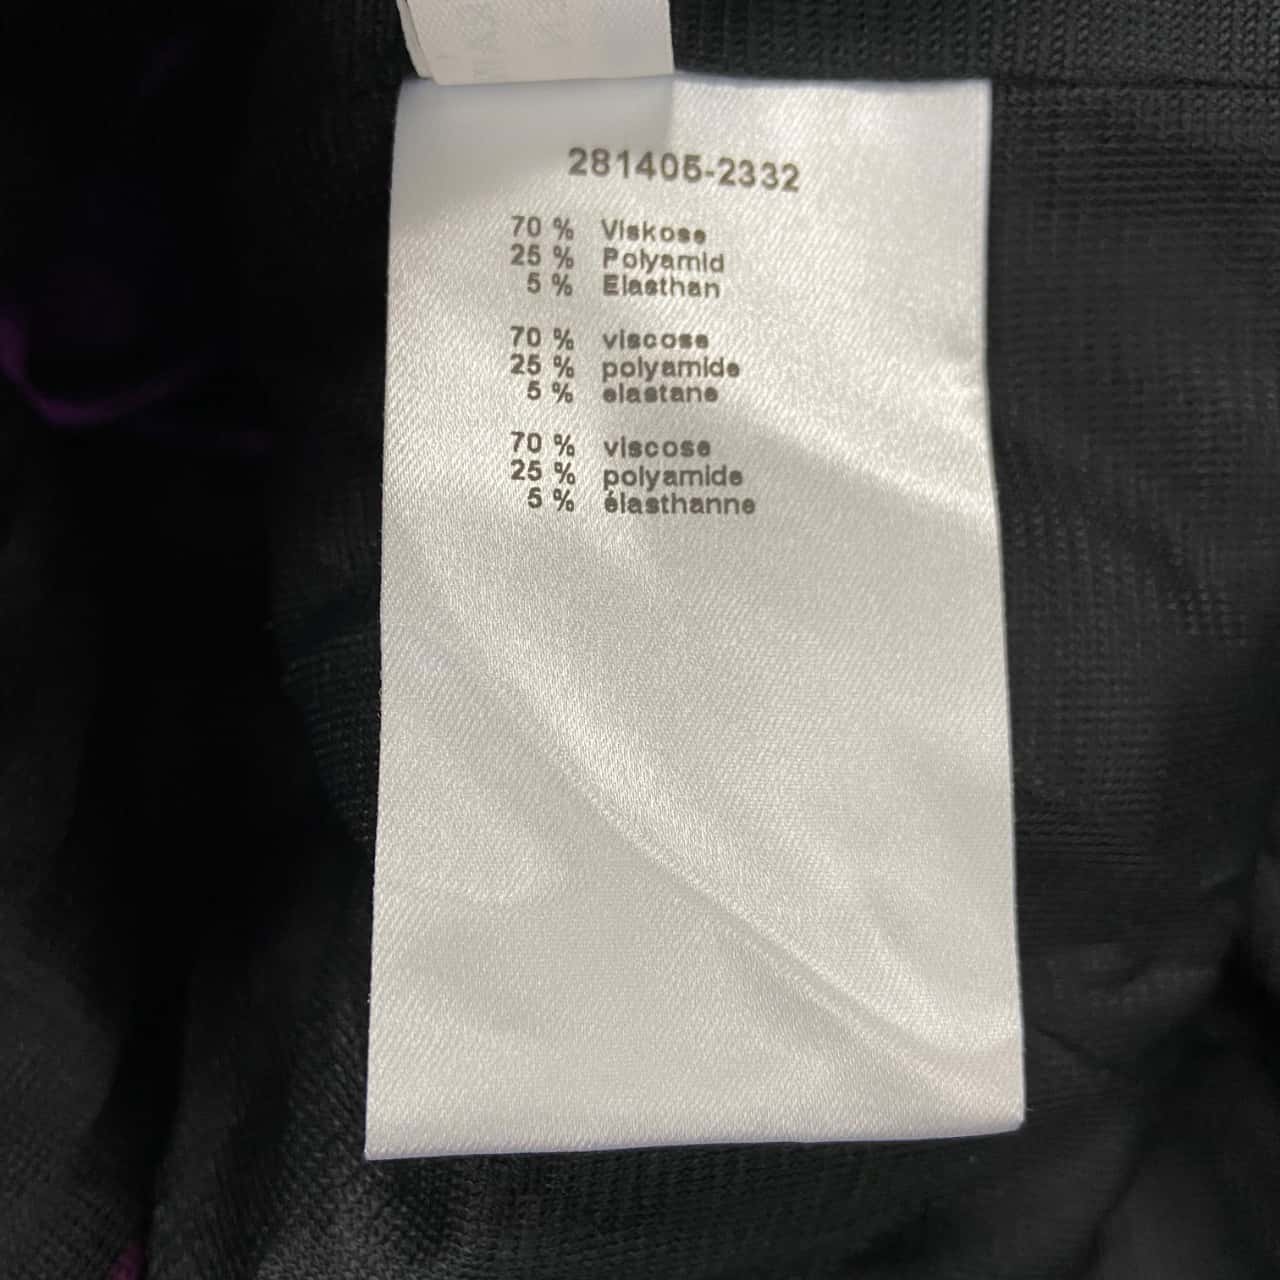 281405-2332
70 % Viskose
25 % Polyamid
5 % Elasthan
70 % viscose
25 % polyamide
5 % elastane
70 % viscose
25 % polyamide
5 % élasthanne